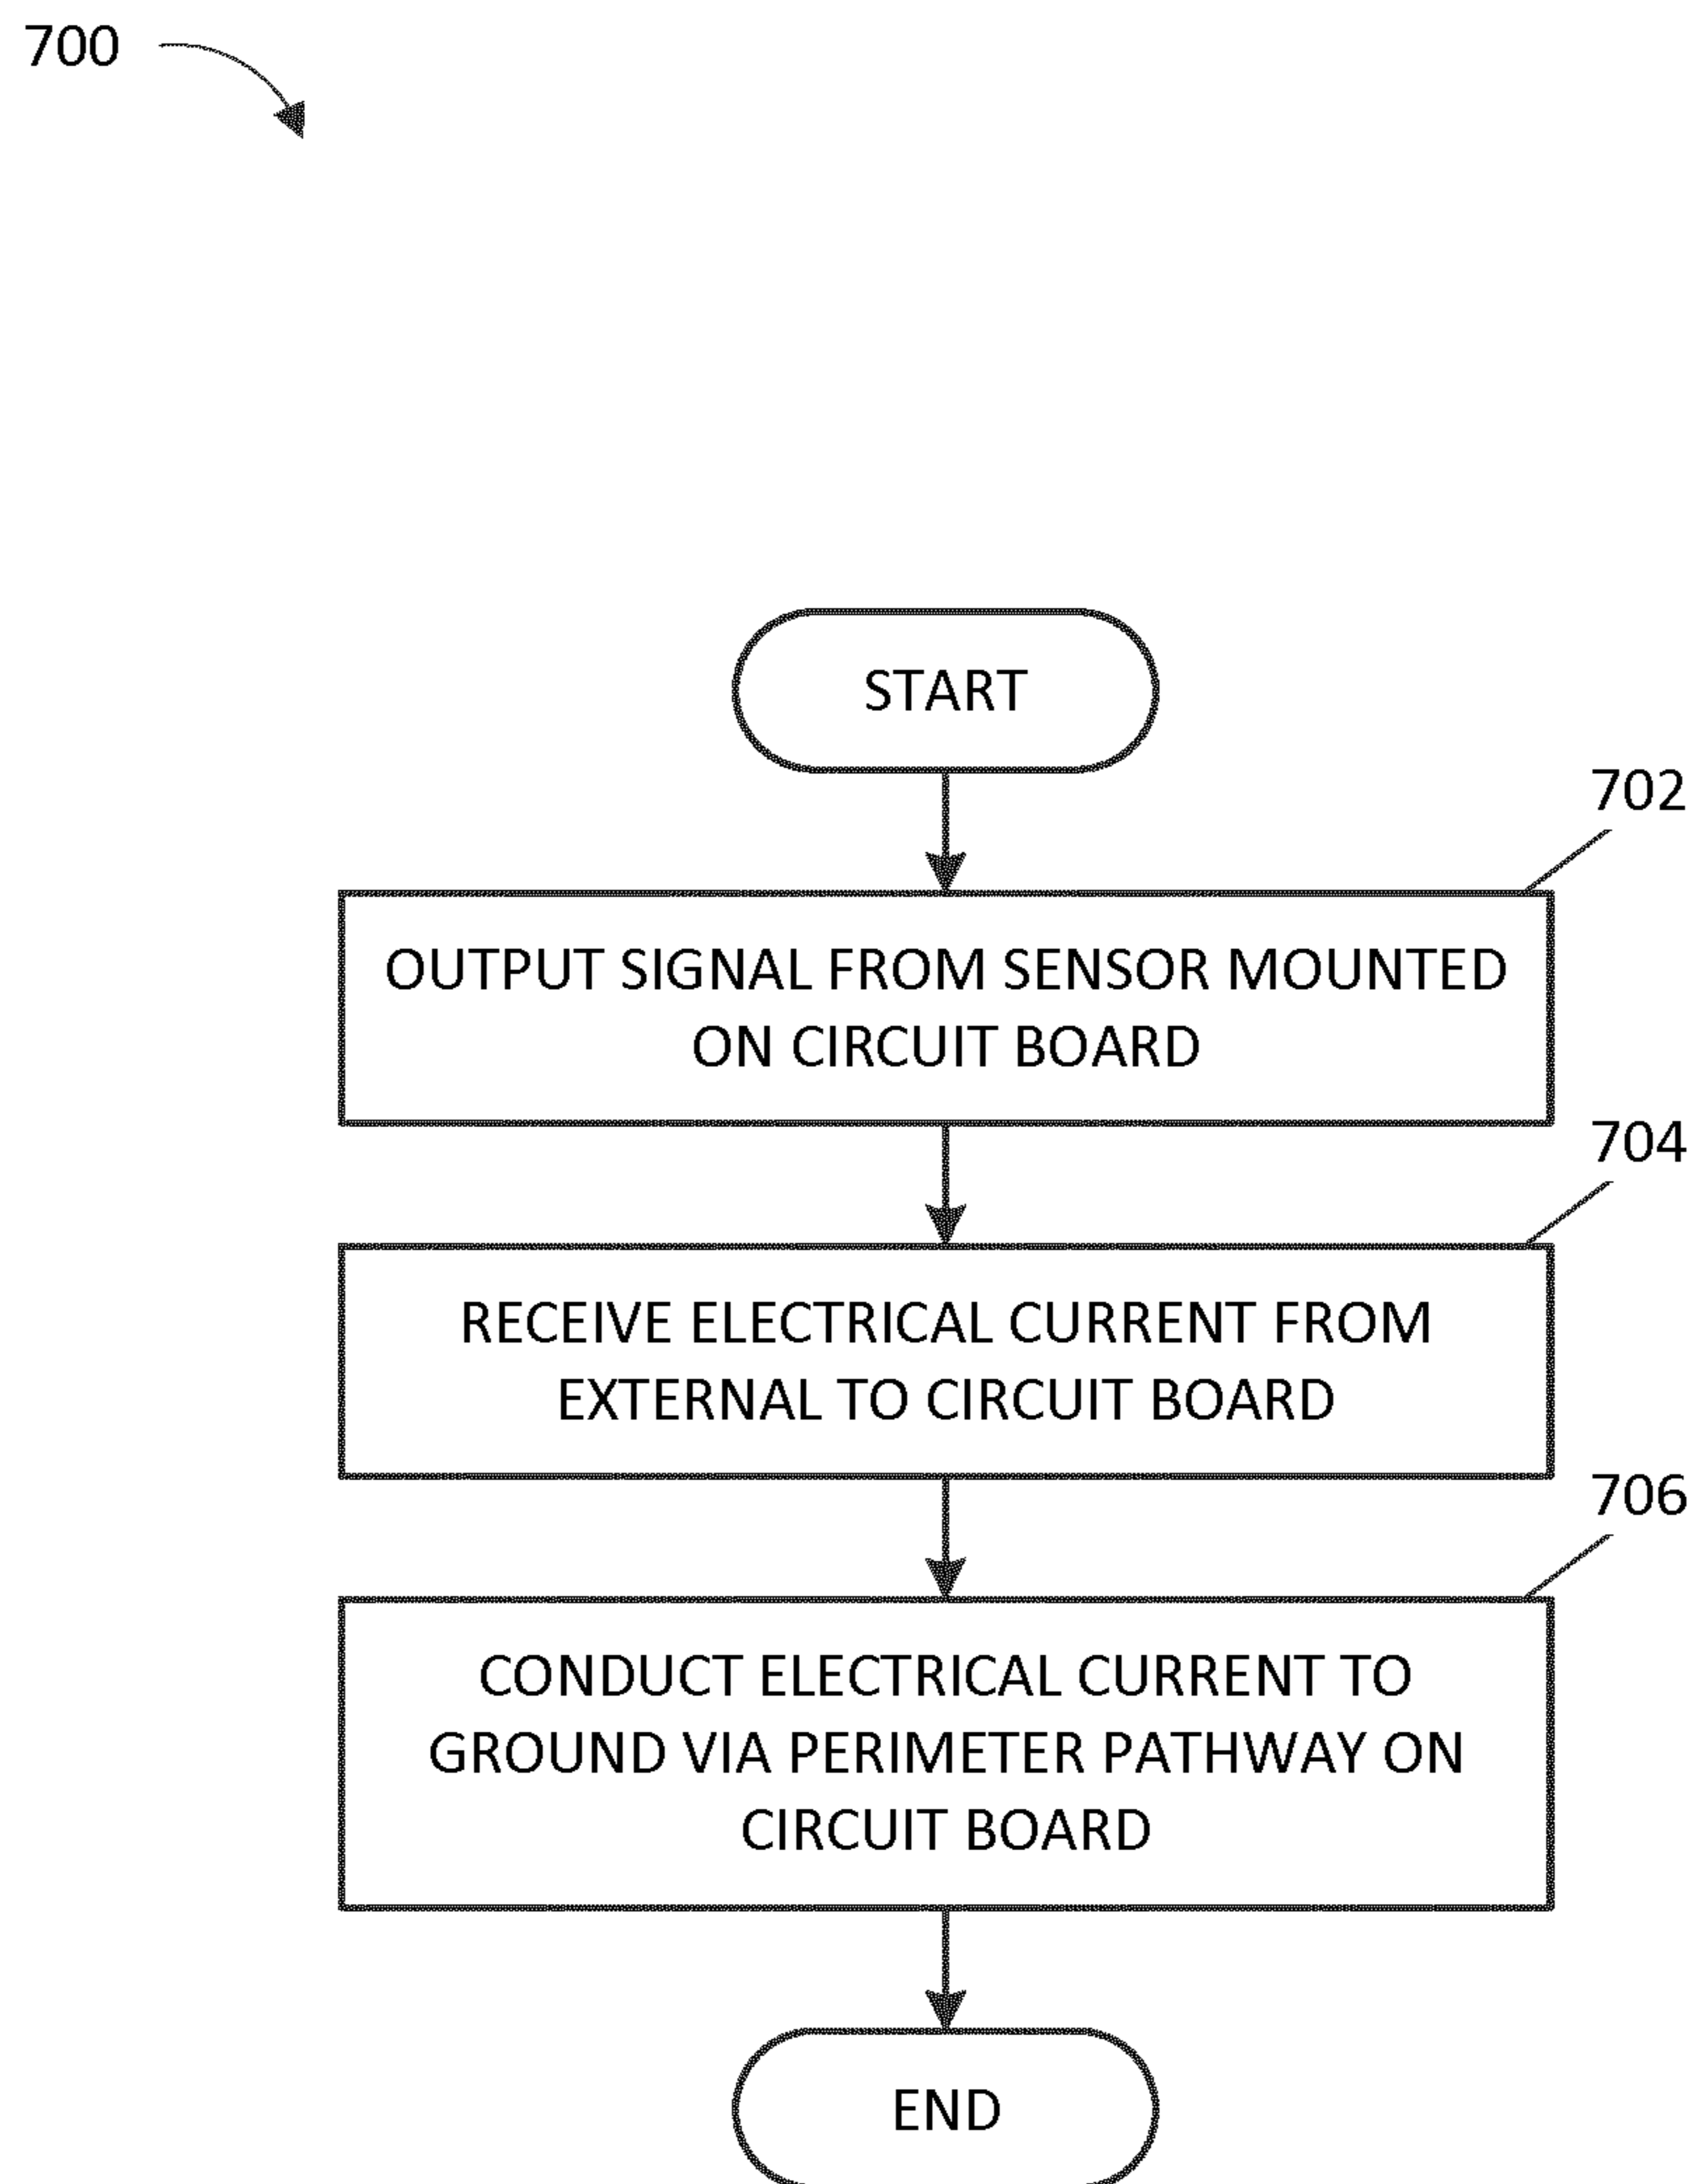 700
START
702
OUTPUT SIGNAL FROM SENSOR MOUNTED
ON CIRCUIT BOARD
704
RECEIVE ELECTRICAL CURRENT FROM
EXTERNAL TO CIRCUIT BOARD
706
CONDUCT ELECTRICAL CURRENT TO
GROUND VIA PERIMETER PATHWAY ON
CIRCUIT BOARD
END